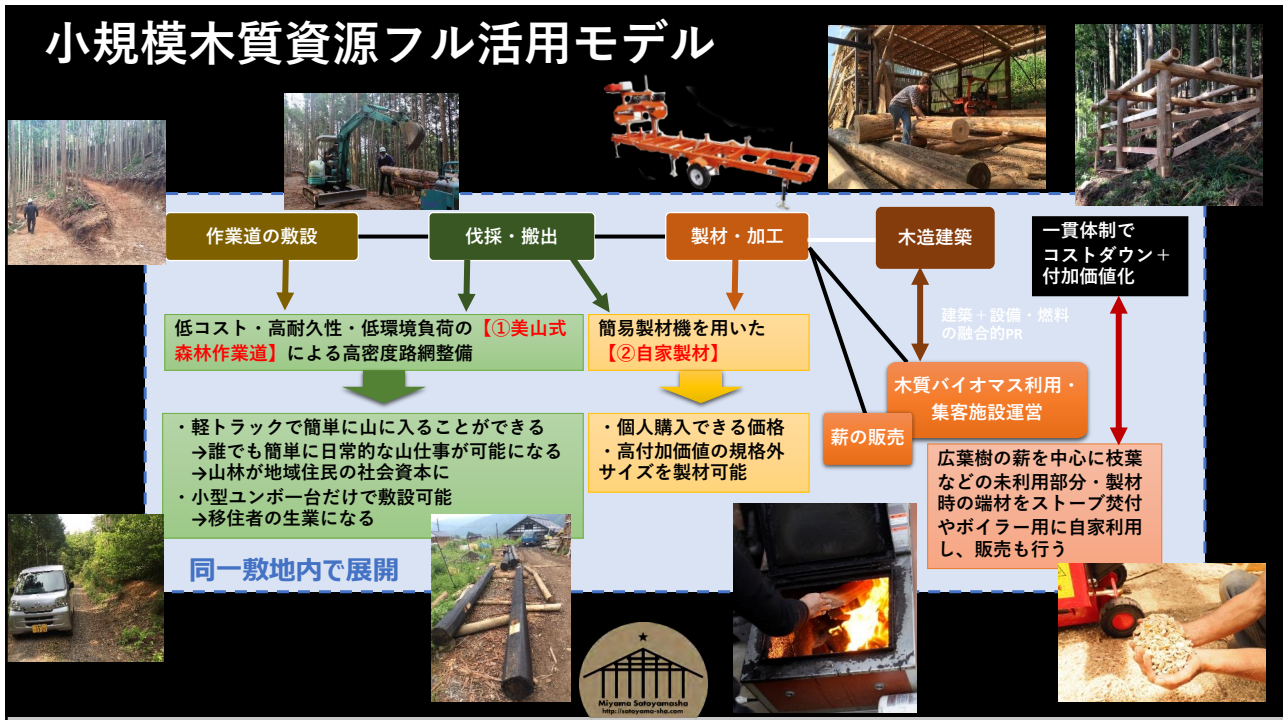 小規模木質資源フル活用モデル
作業道の敷設
伐採・搬出
製材・加工
木造建築
一貫体制で
コストダウン＋
付加価値化
低コスト・高耐久性・低環境負荷の【①美山式
森林作業道】による高密度路網整備
簡易製材機を用いた
【②自家製材】
建築＋設備・燃料
の融合的PR
木質バイオマス利用・
集客施設運営
薪の販売
・軽トラックで簡単に山に入ることができる
→誰でも簡単に日常的な山仕事が可能になる
→山林が地域住民の社会資本に
・小型ユンボ一台だけで敷設可能
→移住者の生業になる
・個人購入できる価格
・高付加価値の規格外
サイズを製材可能
広葉樹の薪を中心に枝葉
などの未利用部分・製材
時の端材をストーブ焚付
やボイラー用に自家利用
し、販売も行う
同一敷地内で展開
Miyama Satoyamasha
http://satoyama-sha.com